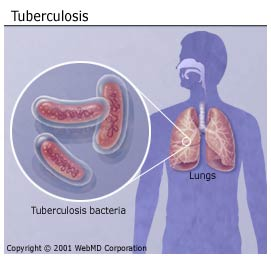 Tuberculosis
Lungs
Tuberculosis bacteria
Copyright © 2001 WebMD Corporation